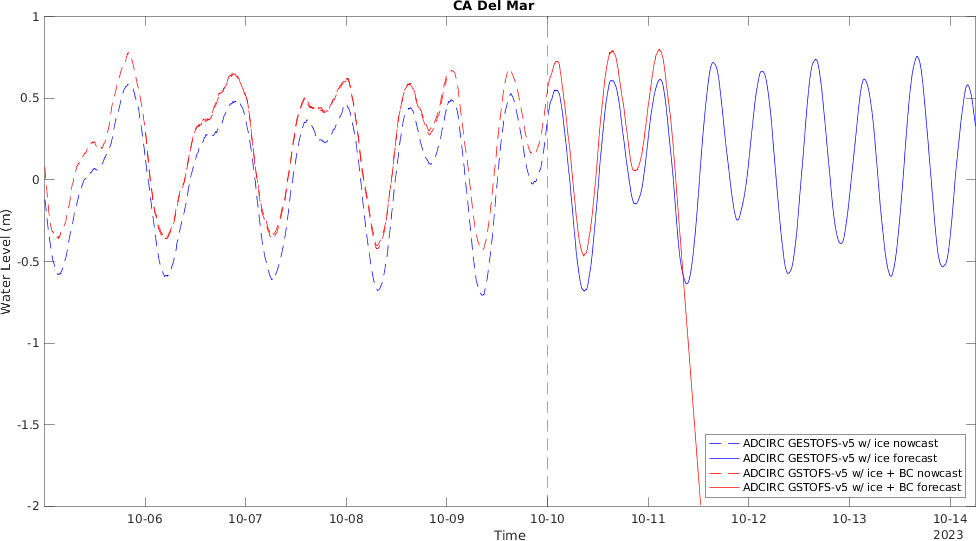 CA Del Mar
1
0.5
0
-0.5
-1
-1.5
-2
Water Level (m)
10-06
10-07
10-08
10-09
10-10
10-11
10-12
10-13
10-14
Time
2023
ADCIRC GESTOFS-v5 w/ ice nowcast
ADCIRC GESTOFS-v5 w/ ice forecast
ADCIRC GSTOFS-v5 w/ ice + BC nowcast
ADCIRC GSTOFS-v5 w/ ice + BC forecast